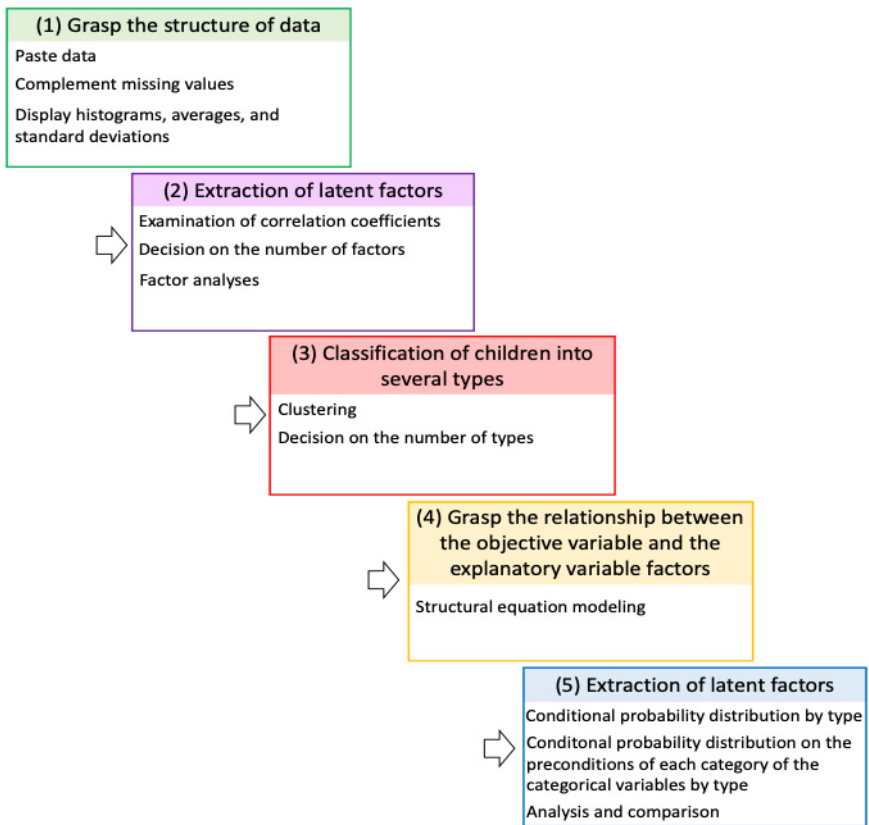 (1) Grasp the structure of data
Paste data
Complement missing values
Display histograms, averages, and
standard deviations
(2) Extraction of latent factors
Examination of correlation coefficients
Decision on the number of factors
Factor analyses
(3) Classification of children into
several types
Clustering
Decision on the number of types
(4) Grasp the relationship between
the objective variable and the
explanatory variable factors
Structural equation modeling
(5) Extraction of latent factors
Conditional probability distribution by type
Conditonal probability distribution on the
preconditions of each category of the
categorical variables by type
Analysis and comparison